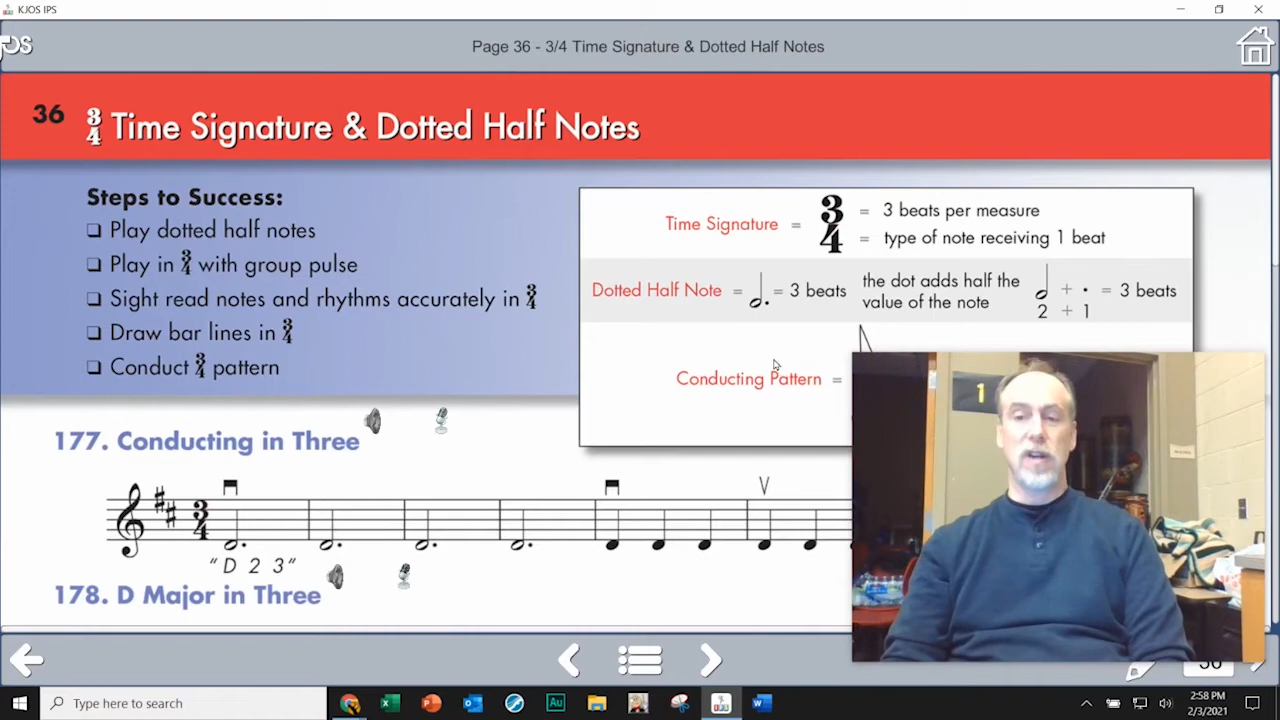 KJOS IPS
Page 36 - 3/4 Time Signature & Dotted Half Notes
36 3/4 Time Signature & Dotted Half Notes
Steps to Success:
❑ Play dotted half notes
❑ Play in 3/4 with group pulse
❑ Sight read notes and rhythms accurately in 3/4
❑ Draw bar lines in 3/4
❑ Conduct 3/4 pattern
Time Signature = 3 = 3 beats per measure
4 = type of note receiving 1 beat
Dotted Half Note = = 3 beats the dot adds half the value of the note + · = 3 beats
2 + 1
Conducting Pattern =
1
177. Conducting in Three
3
4
"D 2 3"
178. D Major in Three
Type here to search
2:58 PM
2/3/2021